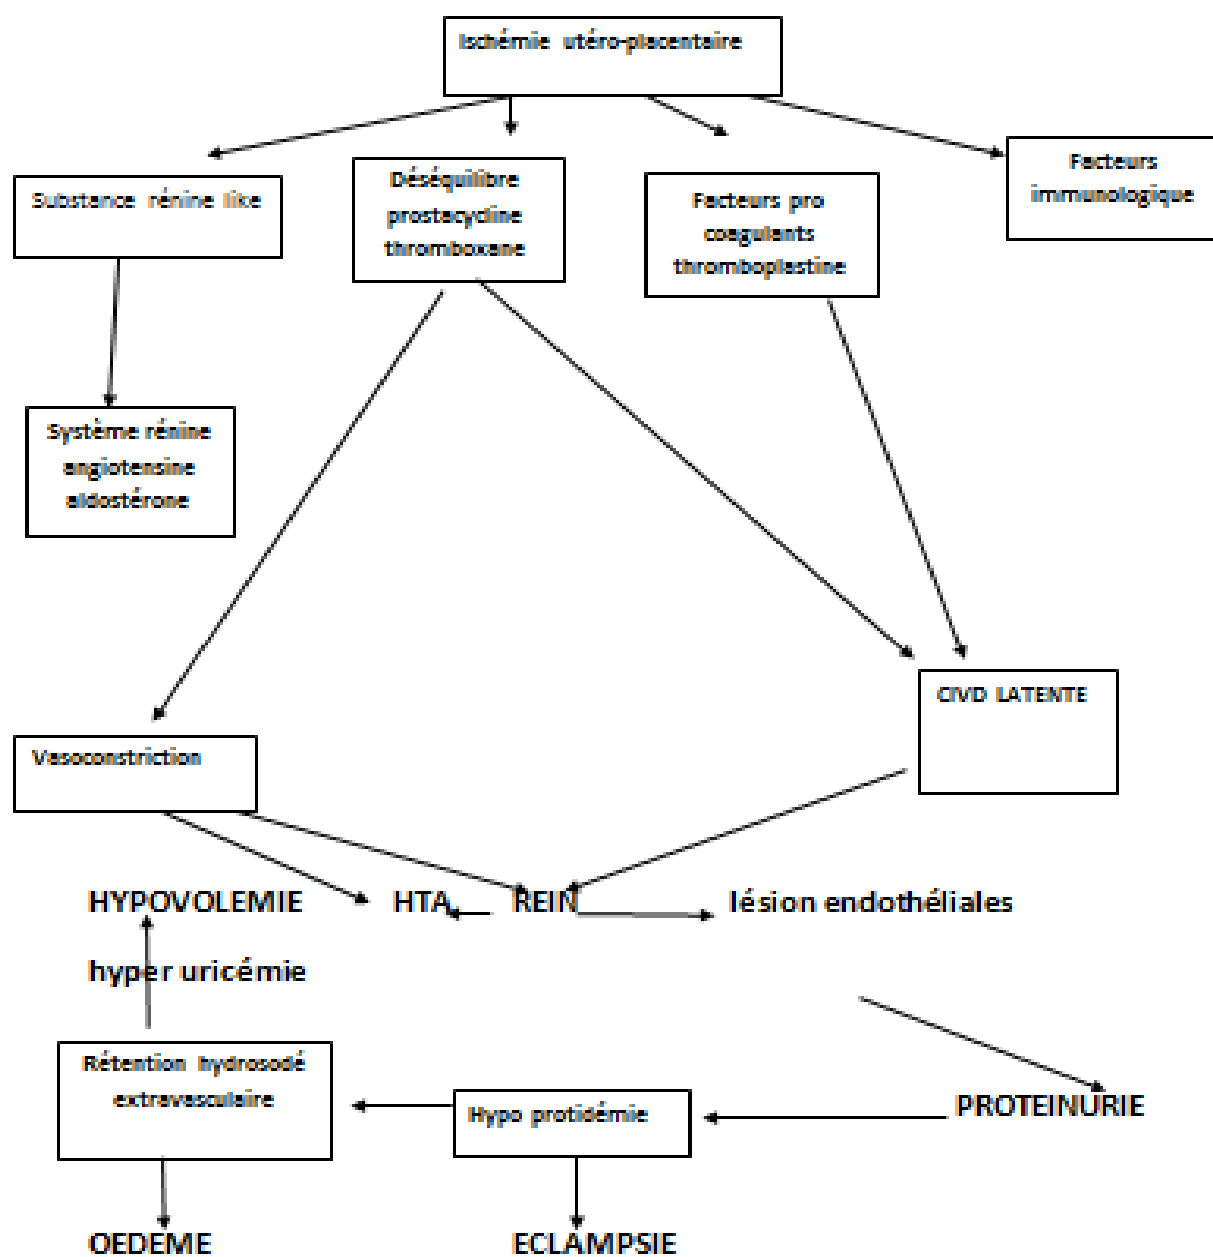 Ischémie utéro-placentaire
Substance rénine like
Déséquilibre
prostacycline
thromboxane
Facteurs pro
coagulants
thromboplastine
Facteurs
immunologique
Système rénine
angiotensine
aldostérone
CIVD LATENTE
Vasoconstriction
HYPOVOLEMIE HTA REIN lésion endothéliales
hyper uricémie
Rétention hydrosodé
extravasculaire
Hypo protidémie
PROTEINURIE
OEDEME ECLAMPSIE